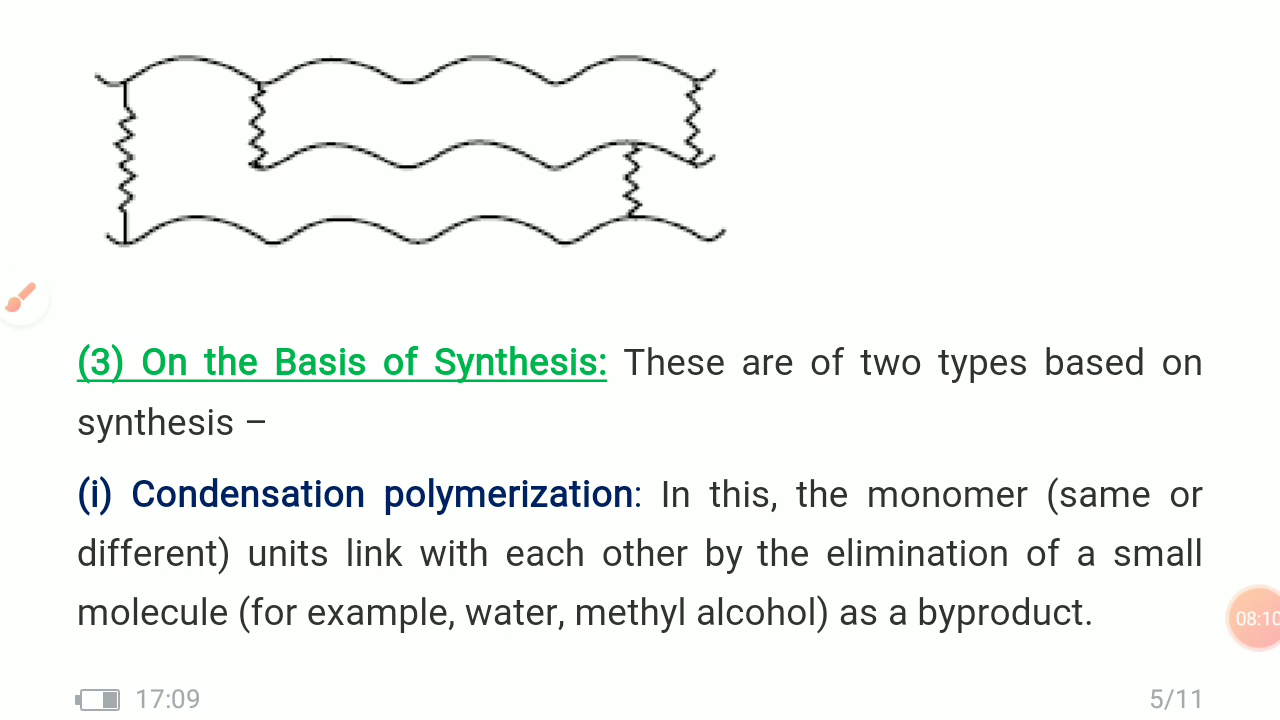 (3) On the Basis of Synthesis: These are of two types based on
synthesis –
(i) Condensation polymerization: In this, the monomer (same or
different) units link with each other by the elimination of a small
molecule (for example, water, methyl alcohol) as a byproduct.
08:10
17:09
5/11